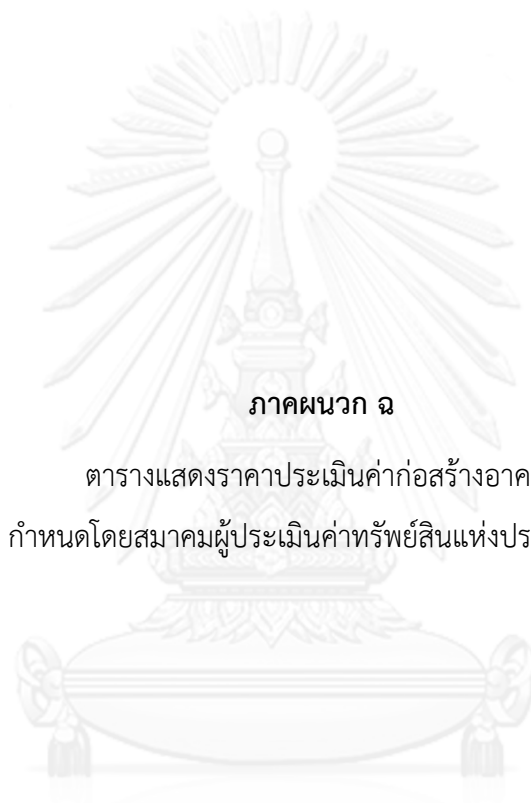 ภาคผนวก ฉ
ตารางแสดงราคาประเมินค่าก่อสร้างอาค
กำหนดโดยสมาคมผู้ประเมินค่าทรัพย์สินแห่งปร